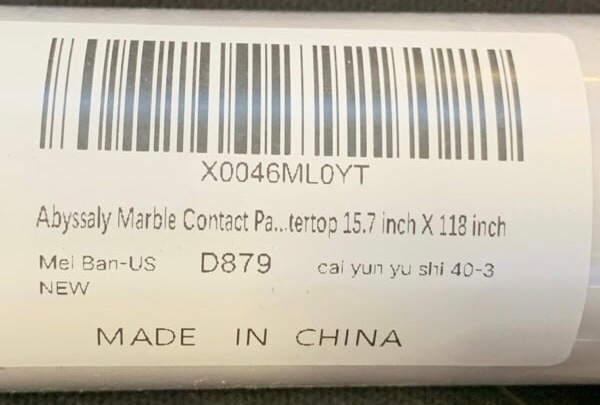 X0046ML0YT
Abyssaly Marble Contact Pa...tertop 15.7 inch X 118 inch
Mei Ban-US D879 cai yun yu shi 40-3
NEW
MADE IN CHINA